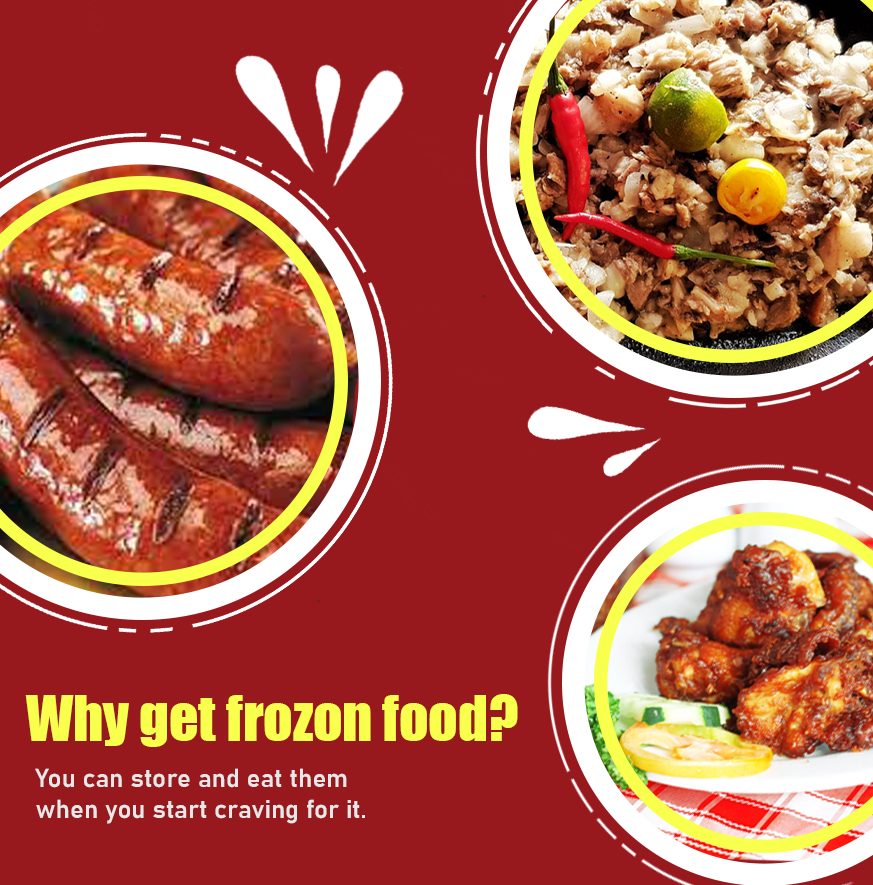 Why get frozon food?
You can store and eat them
when you start craving for it.